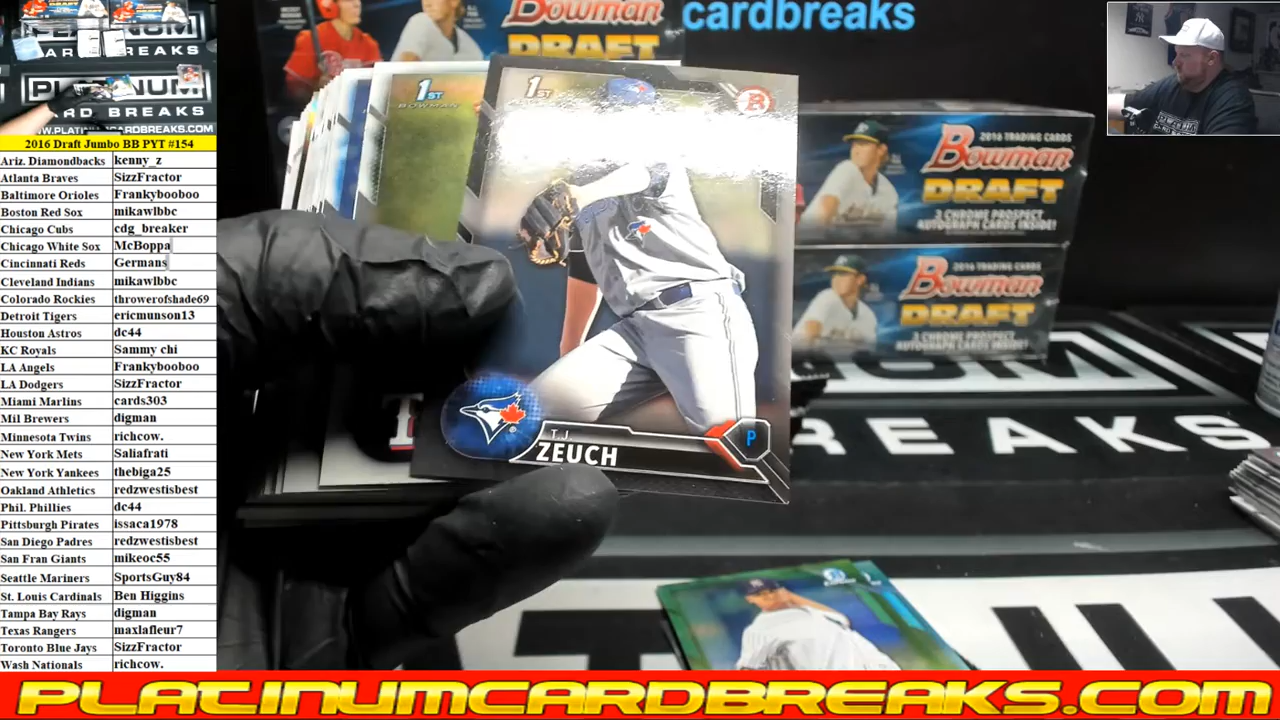 cardbreaks
Bowman
DRAFT
PLATINUM
CARD BREAKS
WWW.PLATINUMCARDBREAKS.COM
2016 Draft Jumbo BB PYT #154
Ariz. Diamondbacks kenny_z
Atlanta Braves SizzFractor
Baltimore Orioles Frankybooboo
Boston Red Sox mikawlbbc
Chicago Cubs cdg_breaker
Chicago White Sox McBoppa
Cincinnati Reds Germans
Cleveland Indians mikawlbbc
Colorado Rockies throwerofshade69
Detroit Tigers ericmunson13
Houston Astros dc44
KC Royals Sammy chi
LA Angels Frankybooboo
LA Dodgers SizzFractor
Miami Marlins cards303
Mil Brewers digman
Minnesota Twins richcow.
New York Mets Saliafrati
New York Yankees thebiga25
Oakland Athletics redzwestisbest
Phil. Phillies dc44
Pittsburgh Pirates issaca1978
San Diego Padres redzwestisbest
San Fran Giants mikeoc55
Seattle Mariners SportsGuy84
St. Louis Cardinals Ben Higgins
Tampa Bay Rays digman
Texas Rangers maxlafleur7
Toronto Blue Jays SizzFractor
Wash Nationals richcow.
1ST
BOWMAN
1ST
T.J.
ZEUCH
P
2016 TRADING CARDS
Bowman
DRAFT
3 CHROME PROSPECT
AUTOGRAPH CARDS INSIDE!
2016 TRADING CARDS
Bowman
DRAFT
3 CHROME PROSPECT
AUTOGRAPH CARDS INSIDE!
REAKS
PLATINUMCARDBREAKS.COM